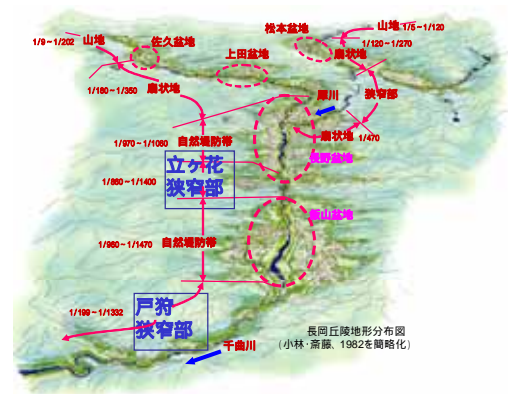 松本盆地
山地
1/5~1/120
1/9~1/202
山地
佐久盆地
1/120~1/270
扇状地
上田盆地
1/160~1/350
扇状地
犀川
狭窄部
扇状地
1/470
1/970~1/1060
自然堤防帯
長野盆地
立ヶ花
狭窄部
1/860~1/1400
飯山盆地
1/960~1/1470
自然堤防帯
戸狩
狭窄部
1/199~1/1332
千曲川
長岡丘陵地形分布図
(小林・斎藤、1982を簡略化)